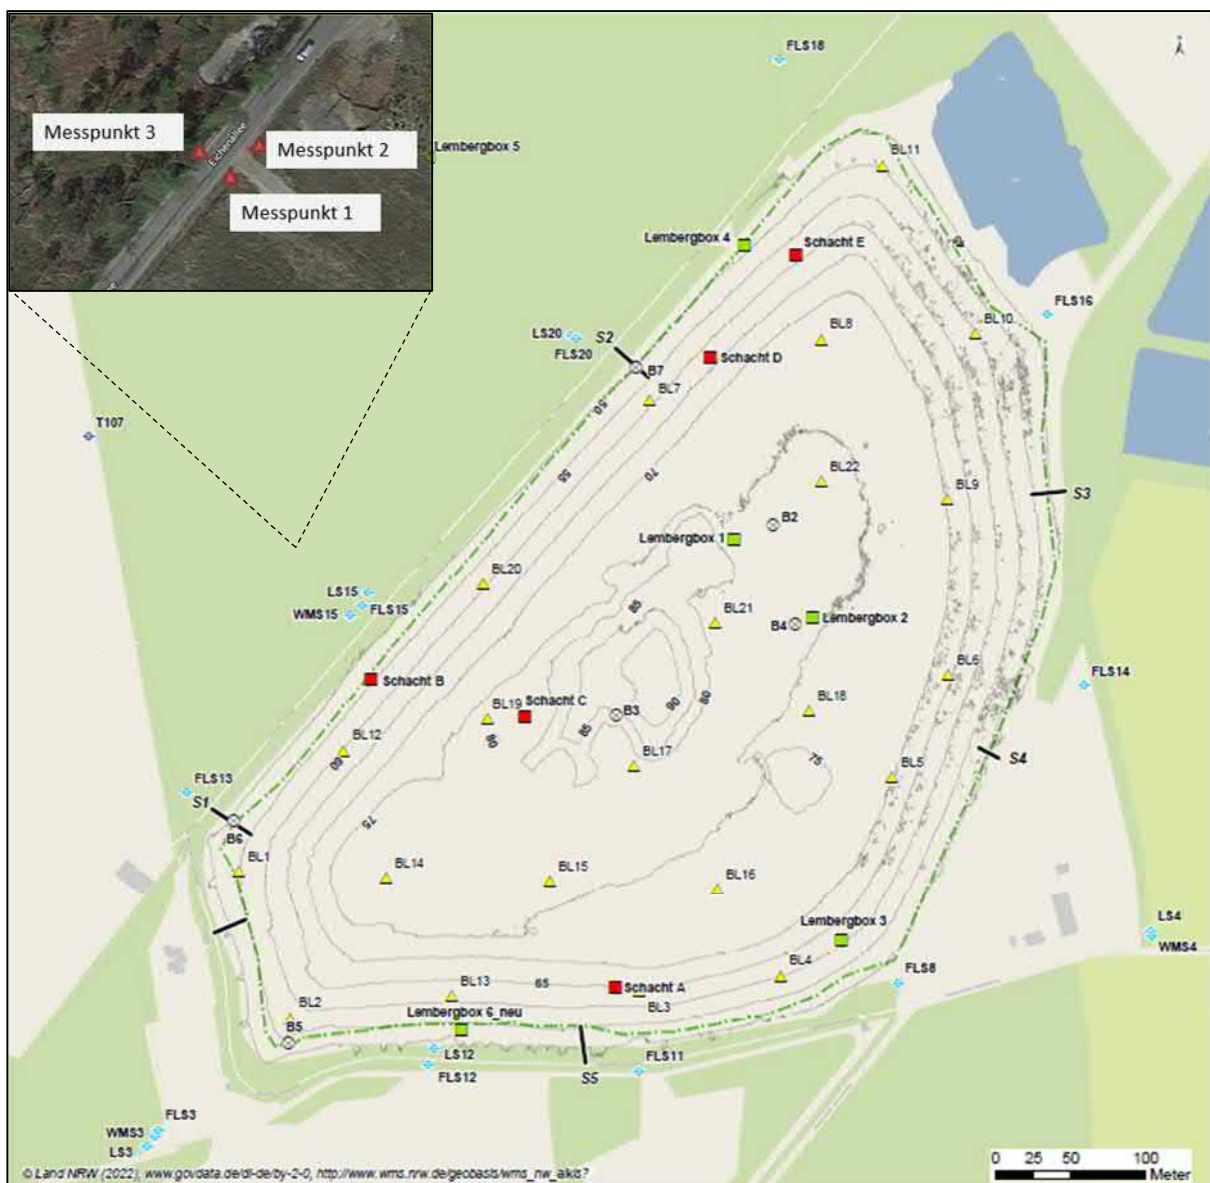 FLS18
Messpunkt 3
Eichenallee
Messpunkt 2
Lembergbox 5
Messpunkt 1
BL11
Lembergbox 4
Schacht E
FLS16
BL10
LS20
FLS20
S2
BL8
B7
Schacht D
BL7
50
T107
55
70
BL22
BL9
S3
B2
Lembergbox 1
BL20
LS15
FLS15
WMS15
85
BL21
B4
Lembergbox 2
BL6
FLS14
Schacht B
BL19
Schacht C
80
85
B3
90
80
BL18
BL12
60
BL17
75
S4
BL5
FLS13
S1
B6
75
BL1
BL14
BL15
BL16
Lembergbox 3
LS4
WMS4
BL4
FLS8
BL13
65
Schacht A
BL3
BL2
B5
Lembergbox 6_neu
LS12
FLS12
S5
FLS11
FLS3
WMS3
LS3
© Land NRW (2022), www.govdata.de/dl-de/by-2-0, http://www.wms.nrw.de/geobasis/wms_nw_alkis?
0 25 50 100
Meter